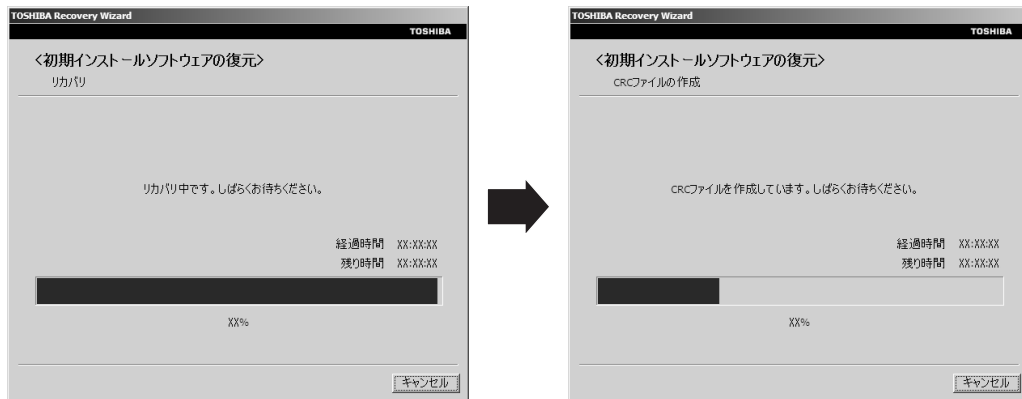 TOSHIBA Recovery Wizard
TOSHIBA
<初期インストールソフトウェアの復元>
リカバリ
リカバリ中です。しばらくお待ちください。
経過時間 XX:XX:XX
残り時間 XX:XX:XX
XX%
キャンセル
TOSHIBA Recovery Wizard
TOSHIBA
<初期インストールソフトウェアの復元>
CRCファイルの作成
CRCファイルを作成しています。しばらくお待ちください。
経過時間 XX:XX:XX
残り時間 XX:XX:XX
XX%
キャンセル